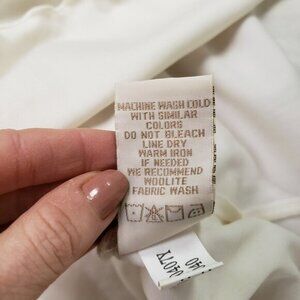 MACHINE WASH COLD
WITH SIMILAR
COLORS
DO NOT BLEACH
LINE DRY
WARM IRON
IF NEEDED
WE RECOMMEND
WOOLITE
FABRIC WASH